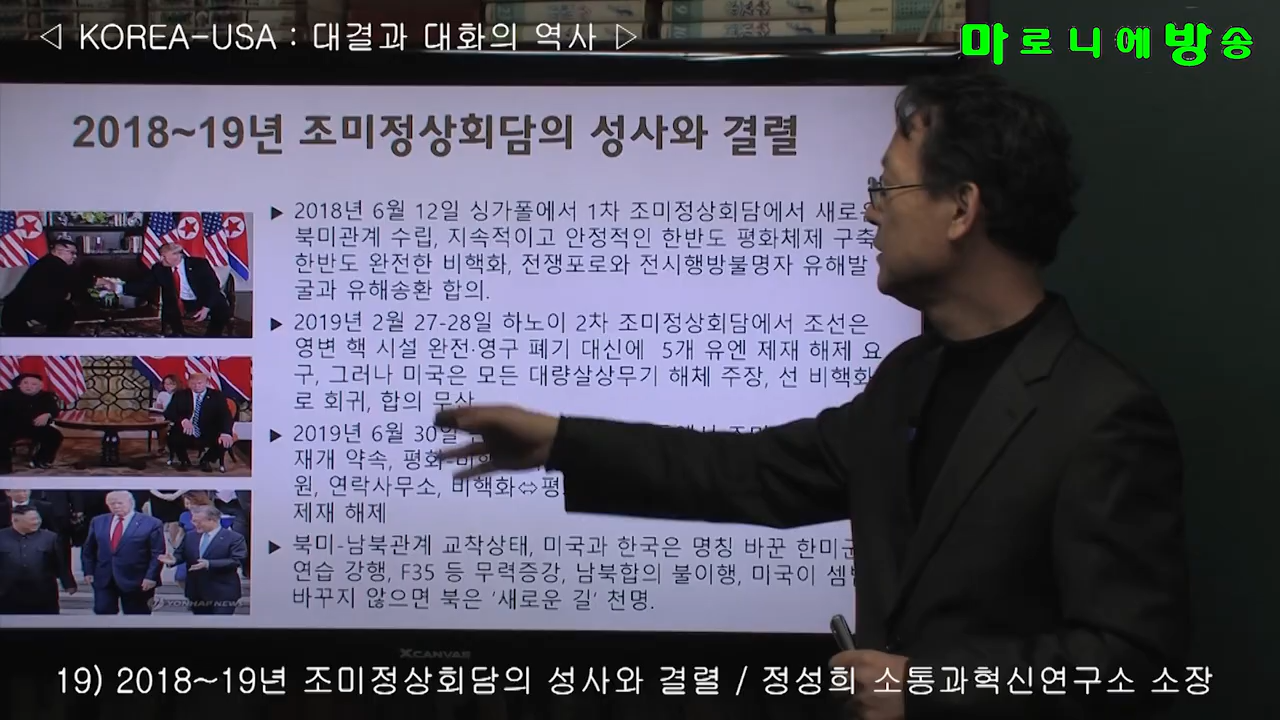 ◁ KOREA-USA : 대결과 대화의 역사 ▷
마로니에방송
2018~19년 조미정상회담의 성사와 결렬
▶ 2018년 6월 12일 싱가폴에서 1차 조미정상회담에서
북미관계 수립, 지속적이고 안정적인 한반도 평화체제 구축
한반도 완전한 비핵화, 전쟁포로와 전시행방불명자 유해발
굴과 유해송환 합의.
▶ 2019년 2월 27-28일 하노이 2차 조미정상회담에서 조선은
영변 핵 시설 완전·영구 폐기 대신에 5개 유엔 제재 해제 요
구, 그러나 미국은 모든 대량살상무기 해체 주장, 선 비핵화
로 회귀, 합의 무산
▶ 2019년 6월 30일
재개 약속,
원, 연락사무소, 비핵화⇔평
제재 해제
▶ 북미-남북관계 교착상태, 미국과 한국은 명칭 바꾼
연습 강행, F35 등 무력증강, 남북합의 불이행, 미국이
바꾸지 않으면 북은 '새로운 길' 천명.
YONHAP NEWS
XCANVAS
19) 2018~19년 조미정상회담의 성사와 결렬 / 정성희 소통과혁신연구소 소장